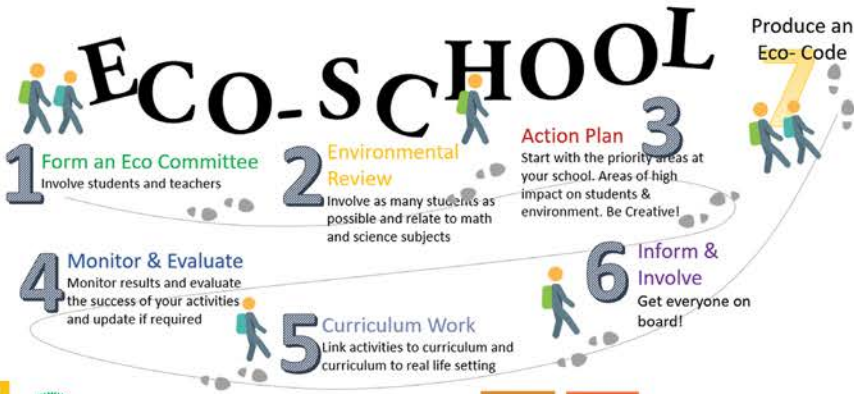 ECO-SCHOOL
1
Form an Eco Committee
Involve students and teachers
2
Environmental
Review
Involve as many students as
possible and relate to math
and science subjects
3
Action Plan
Start with the priority areas at
your school. Areas of high
impact on students &
environment. Be Creative!
4
Monitor & Evaluate
Monitor results and evaluate
the success of your activities
and update if required
5
Curriculum Work
Link activities to curriculum and
curriculum to real life setting
6
Inform &
Involve
Get everyone on
board!
7
Produce an
Eco- Code